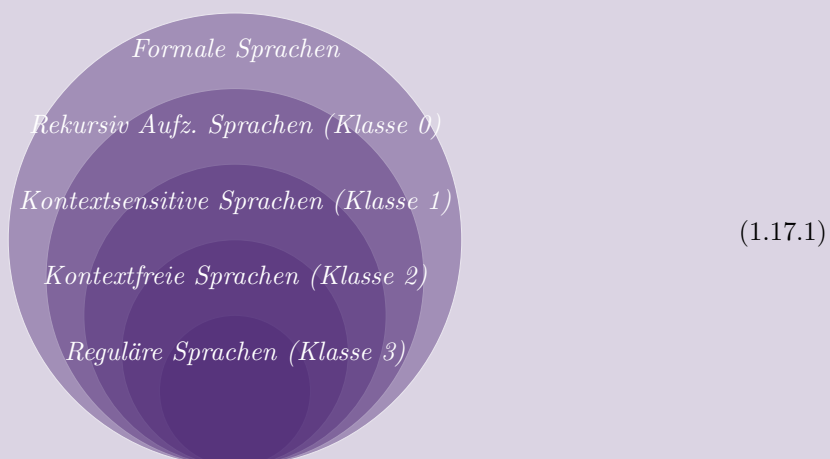 Formale Sprachen
Rekursiv Aufz. Sprachen (Klasse 0)
Kontextsensitive Sprachen (Klasse 1)
(1.17.1)
Kontextfreie Sprachen (Klasse 2)
Reguläre Sprachen (Klasse 3)